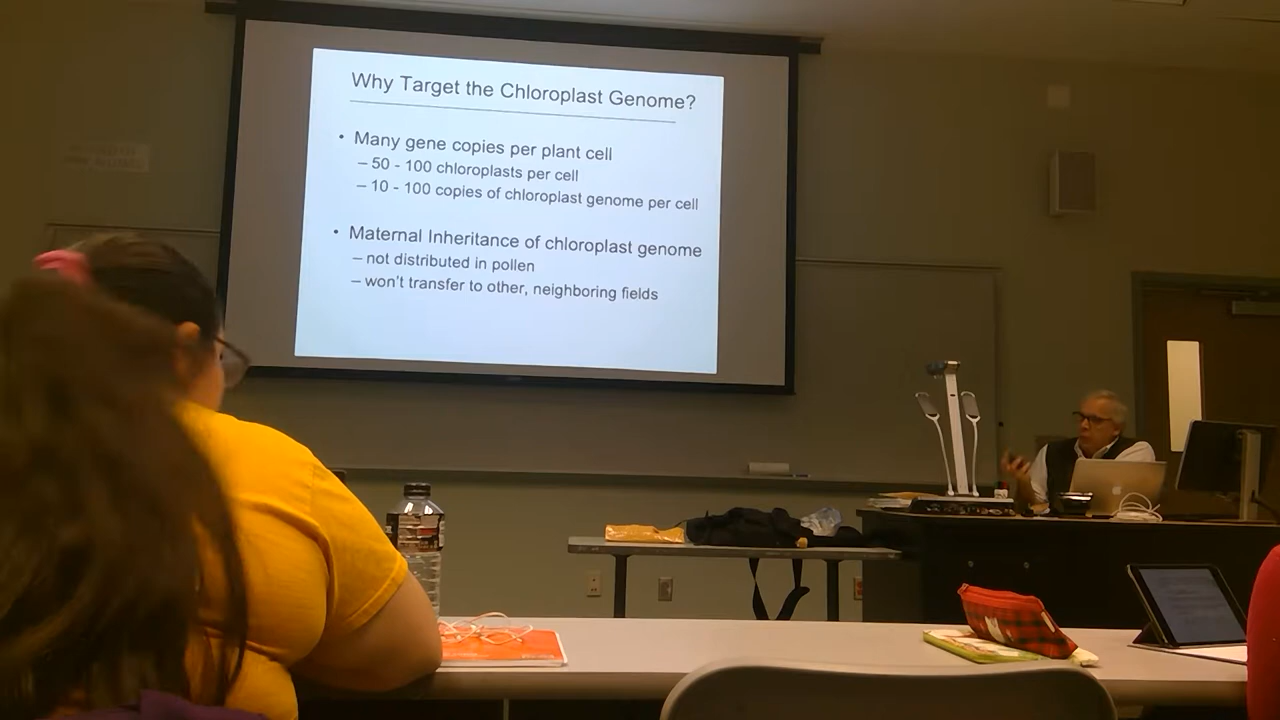 Why Target the Chloroplast Genome?
• Many gene copies per plant cell
– 50 - 100 chloroplasts per cell
– 10 - 100 copies of chloroplast genome per cell
• Maternal Inheritance of chloroplast genome
– not distributed in pollen
– won't transfer to other, neighboring fields